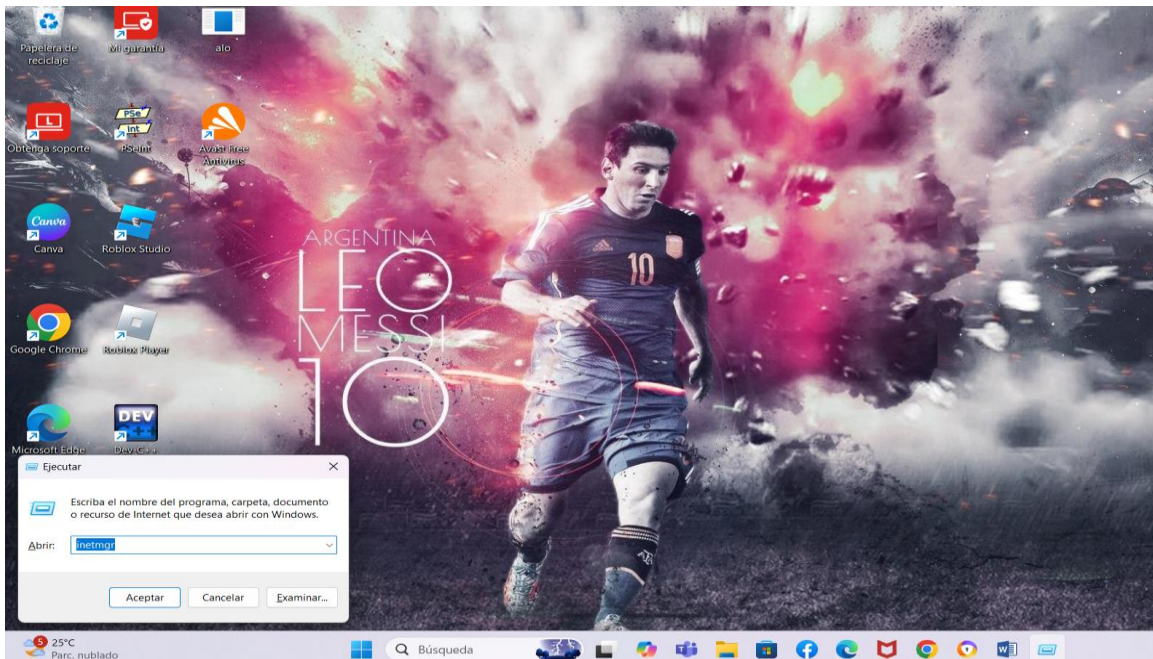 Papelera de
reciclaje
Mi garantía
alo
L
Obtenga soporte
PSe
Int
PSeInt
Avast Free
Antivirus
Canva
Canva
Roblox Studio
Google Chrome
Roblox Player
DEV
C++
Microsoft Edge
Dev-C++
ARGENTINA
LEO
MESSI
10
10
Ejecutar
Escriba el nombre del programa, carpeta, documento
o recurso de Internet que desea abrir con Windows.
Abrir:
inetmgr
Aceptar
Cancelar
Examinar...
5
25°C
Parc. nublado
Búsqueda